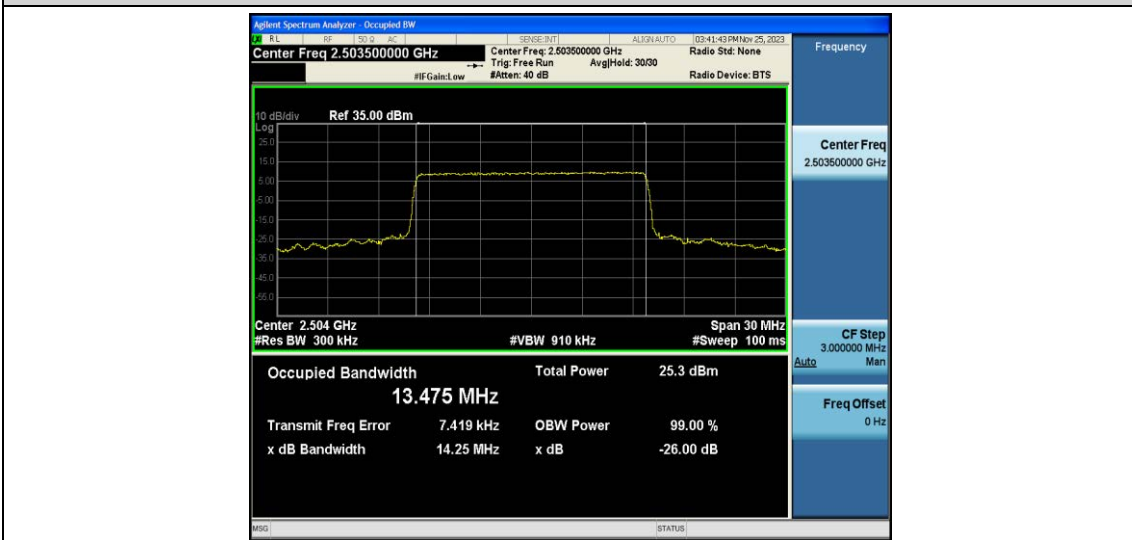 Agilent Spectrum Analyzer - Occupied BW
RL RF 50 Ω AC SENSE:INT ALIGN AUTO 03:41:43 PM Nov 25, 2023
Center Freq 2.503500000 GHz
Center Freq: 2.503500000 GHz Radio Std: None
Trig: Free Run Avg|Hold: 30/30
#IFGain:Low #Atten: 40 dB Radio Device: BTS
Frequency
10 dB/div Ref 35.00 dBm
Log
25.0
15.0
5.00
-5.00
-15.0
-25.0
-35.0
-45.0
-55.0
Center 2.504 GHz Span 30 MHz
#Res BW 300 kHz #VBW 910 kHz #Sweep 100 ms
Center Freq
2.503500000 GHz
CF Step
3.000000 MHz
Auto Man
Freq Offset
0 Hz
Occupied Bandwidth Total Power 25.3 dBm
13.475 MHz
Transmit Freq Error 7.419 kHz OBW Power 99.00 %
x dB Bandwidth 14.25 MHz x dB -26.00 dB
MSG STATUS